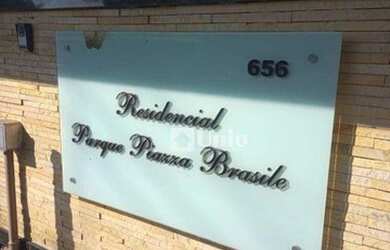 656
Residencial
Parque Piazza Brasile